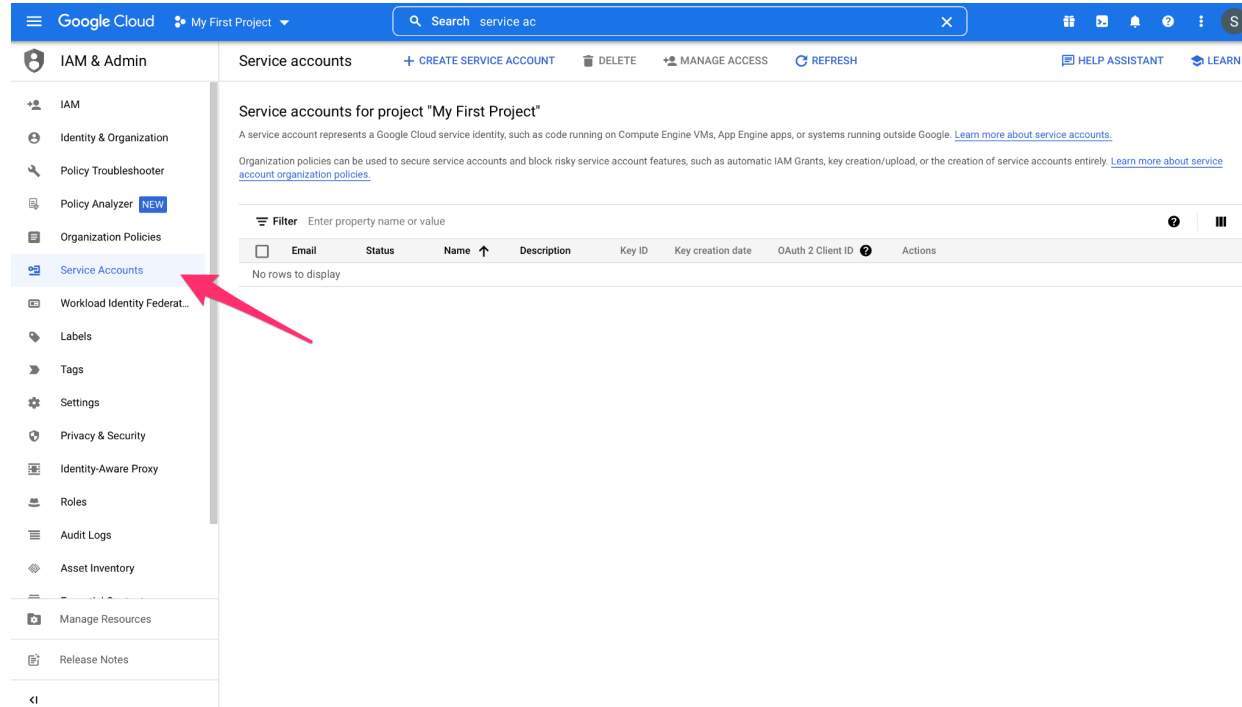 Google Cloud My First Project Search service ac S
IAM & Admin
Service accounts CREATE SERVICE ACCOUNT DELETE MANAGE ACCESS REFRESH HELP ASSISTANT LEARN
IAM
Identity & Organization
Policy Troubleshooter
Policy Analyzer NEW
Organization Policies
Service Accounts
Workload Identity Federat...
Labels
Tags
Settings
Privacy & Security
Identity-Aware Proxy
Roles
Audit Logs
Asset Inventory
Manage Resources
Release Notes
Service accounts for project "My First Project"
A service account represents a Google Cloud service identity, such as code running on Compute Engine VMs, App Engine apps, or systems running outside Google. Learn more about service accounts.
Organization policies can be used to secure service accounts and block risky service account features, such as automatic IAM Grants, key creation/upload, or the creation of service accounts entirely. Learn more about service
account organization policies.
Filter Enter property name or value
Email Status Name Description Key ID Key creation date OAuth 2 Client ID Actions
No rows to display